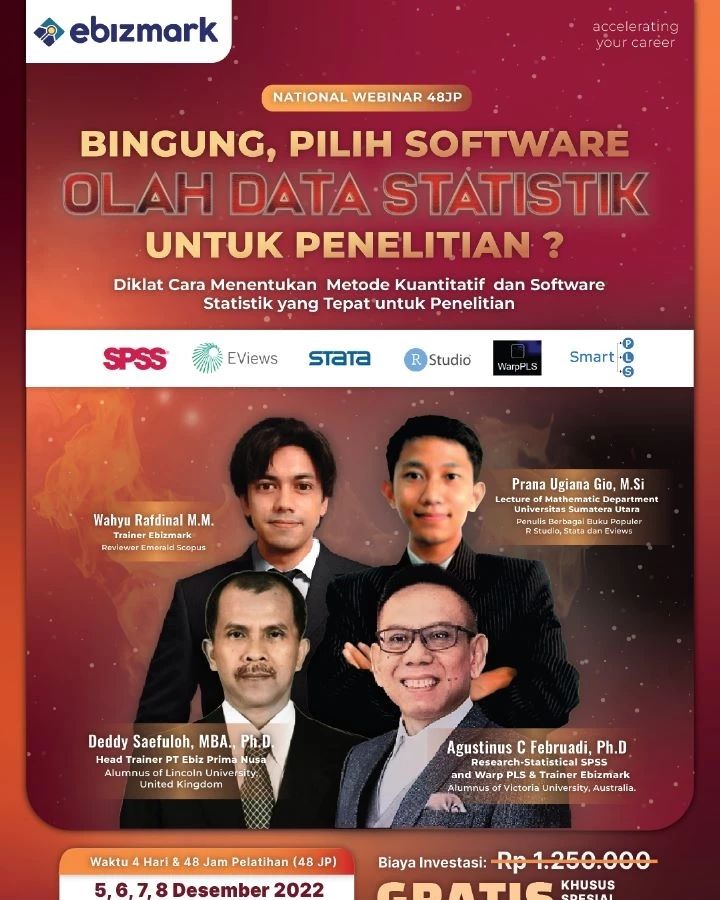 ebizmark
accelerating
your career
NATIONAL WEBINAR 48JP
BINGUNG, PILIH SOFTWARE
OLAH DATA STATISTIK
UNTUK PENELITIAN ?
Diklat Cara Menentukan Metode Kuantitatif dan Software
Statistik yang Tepat untuk Penelitian
SPSS
EViews
STATA
R Studio
WarpPLS
Smart PLS
Prana Ugiana Gio, M.Si
Lecture of Mathematic Department
Universitas Sumatera Utara
Penulis Berbagai Buku Populer
R Studio, Stata dan Eviews
Wahyu Rafdinal M.M.
Trainer Ebizmark
Reviewer Emerald Scopus
Deddy Saefuloh, MBA., Ph.D.
Head Trainer PT Ebiz Prima Nusa
Alumnus of Lincoln University,
United Kingdom
Agustinus C Februadi, Ph.D
Research-Statistical SPSS
and Warp PLS & Trainer Ebizmark
Alumnus of Victoria University, Australia.
Waktu 4 Hari & 48 Jam Pelatihan (48 JP)
5, 6, 7, 8 Desember 2022
Biaya Investasi: Rp 1.250.000
GRATIS KHUSUS
SPESIAL